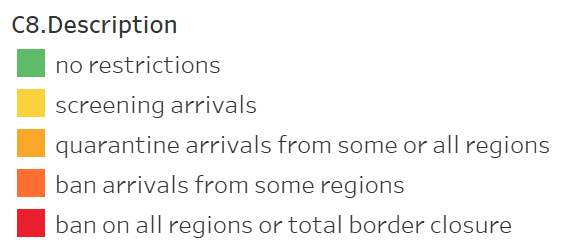 C8.Description
no restrictions
screening arrivals
quarantine arrivals from some or all regions
ban arrivals from some regions
ban on all regions or total border closure